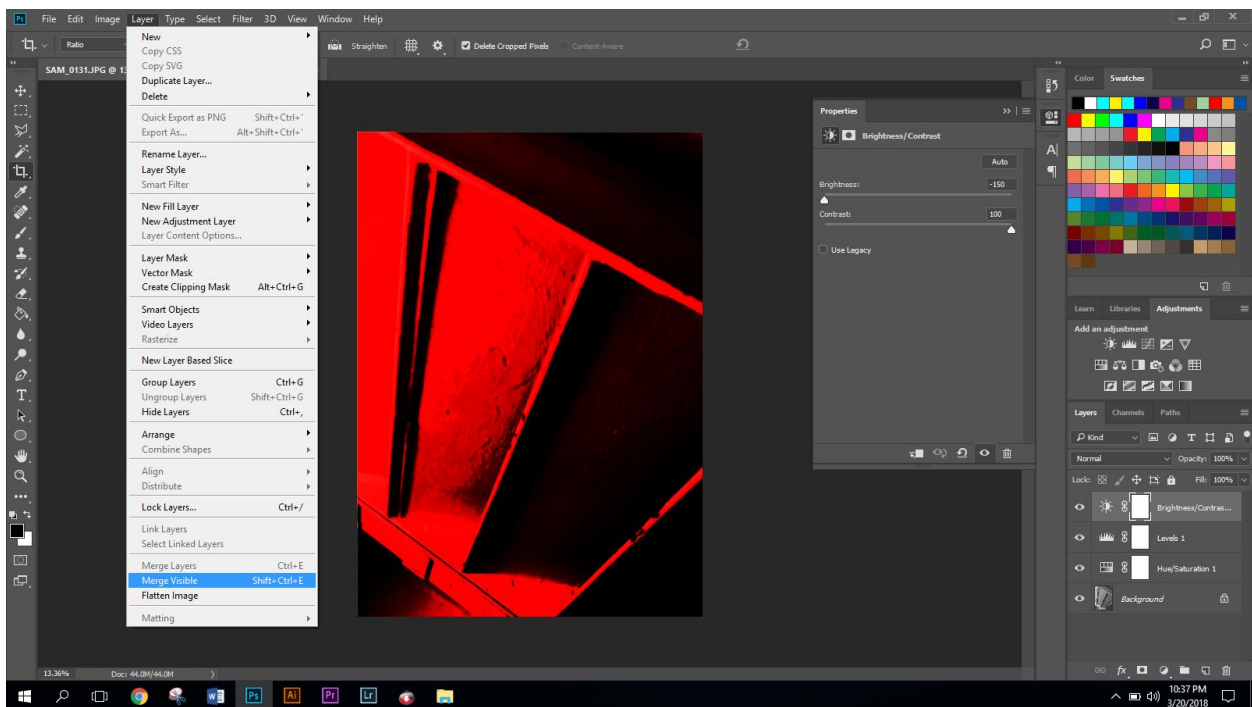 Ps File Edit Image Layer Type Select Filter 3D View Window Help
Ratio Straighten Delete Cropped Pixels Content-Aware
SAM_0131.JPG @ 13
New
Copy CSS
Copy SVG
Duplicate Layer...
Delete
Quick Export as PNG Shift+Ctrl+'
Export As... Alt+Shift+Ctrl+'
Rename Layer...
Layer Style
Smart Filter
New Fill Layer
New Adjustment Layer
Layer Content Options...
Layer Mask
Vector Mask
Create Clipping Mask Alt+Ctrl+G
Smart Objects
Video Layers
Rasterize
New Layer Based Slice
Group Layers Ctrl+G
Ungroup Layers Shift+Ctrl+G
Hide Layers Ctrl+,
Arrange
Combine Shapes
Align
Distribute
Lock Layers... Ctrl+/
Link Layers
Select Linked Layers
Merge Layers Ctrl+E
Merge Visible Shift+Ctrl+E
Flatten Image
Matting
Properties
Brightness/Contrast
Auto
Brightness: -150
Contrast: 100
Use Legacy
Color Swatches
Learn Libraries Adjustments
Add an adjustment
Layers Channels Paths
Kind
Normal Opacity: 100%
Lock: Fill: 100%
Brightness/Contras...
Levels 1
Hue/Saturation 1
Background
13.36% Doc: 44.0M/44.0M
Ps Ai Pr Lr
10:37 PM
3/20/2018